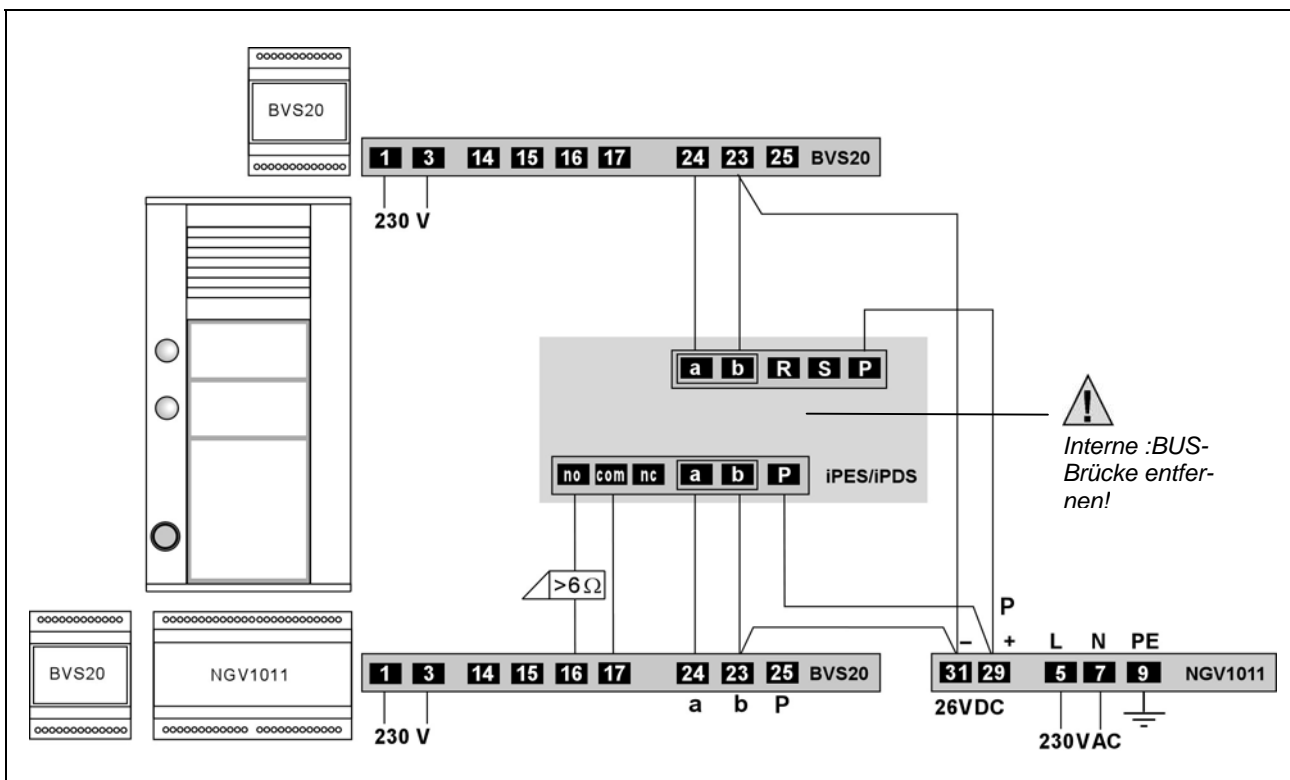 BVS20
1 3 14 15 16 17 24 23 25 BVS20
230 V
a b R S P
Interne :BUS-
Brücke entfer-
nen!
no com nc a b P iPES/iPDS
>6Ω
P
– + L N PE
BVS20 NGV1011
1 3 14 15 16 17 24 23 25 BVS20
31 29 5 7 9 NGV1011
a b P
26VDC
230 V
230VAC